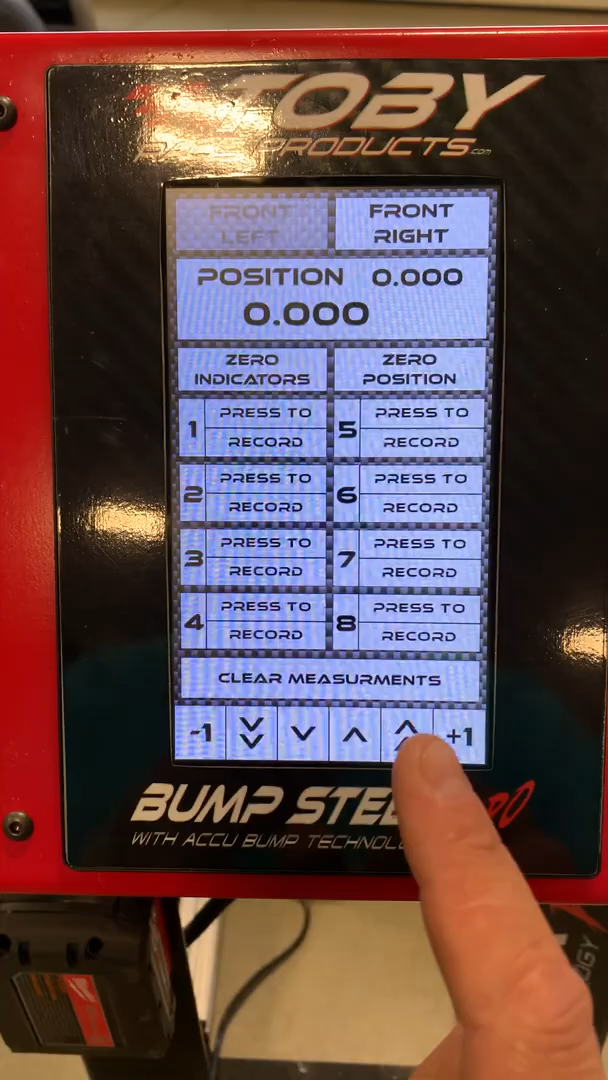 TOBY
RACE PRODUCTS.com
FRONT
LEFT
FRONT
RIGHT
POSITION 0.000
0.000
ZERO
INDICATORS
ZERO
POSITION
1 PRESS TO
RECORD
5 PRESS TO
RECORD
2 PRESS TO
RECORD
6 PRESS TO
RECORD
3 PRESS TO
RECORD
7 PRESS TO
RECORD
4 PRESS TO
RECORD
8 PRESS TO
RECORD
CLEAR MEASURMENTS
-1 +1
BUMP
WITH ACCU BUMP